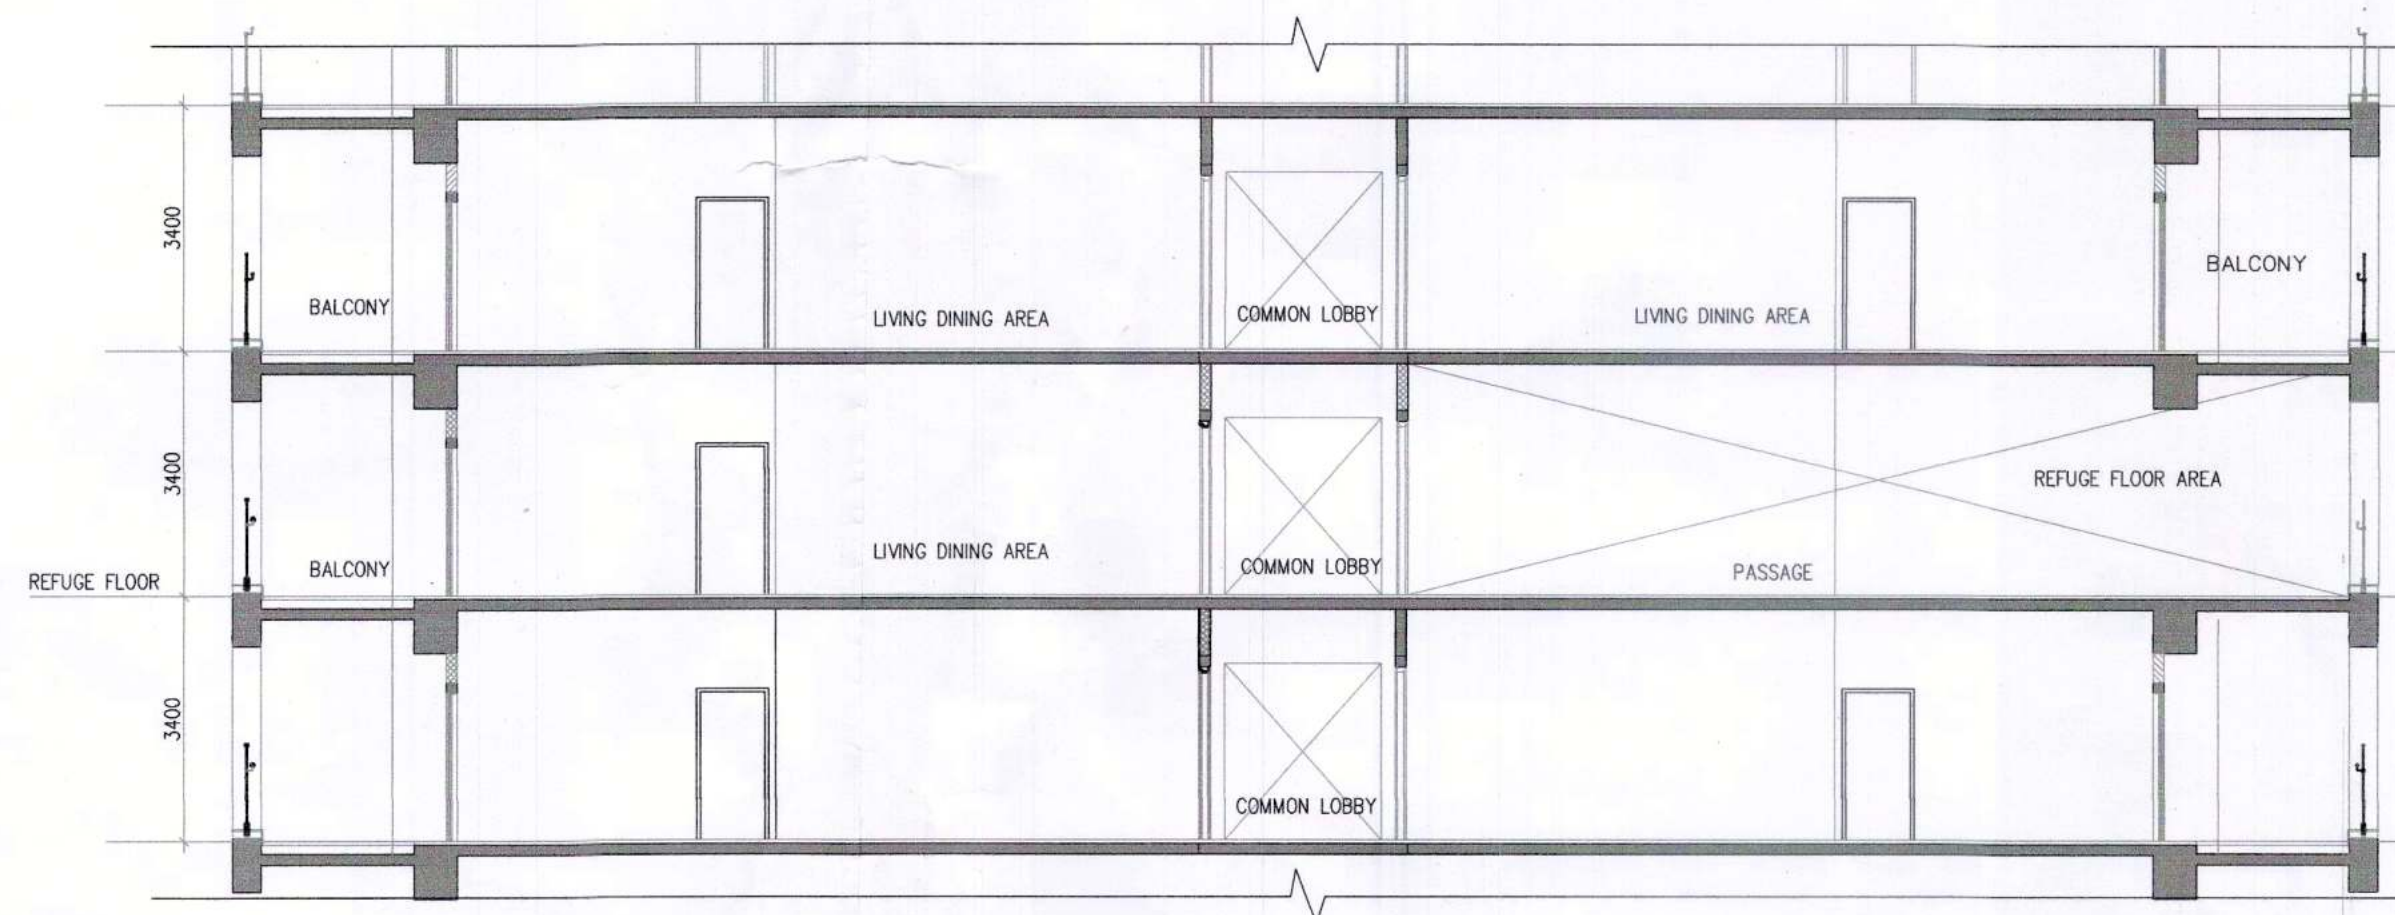 3400
BALCONY
LIVING DINING AREA
COMMON LOBBY
LIVING DINING AREA
BALCONY
3400
REFUGE FLOOR
BALCONY
LIVING DINING AREA
COMMON LOBBY
PASSAGE
REFUGE FLOOR AREA
3400
COMMON LOBBY